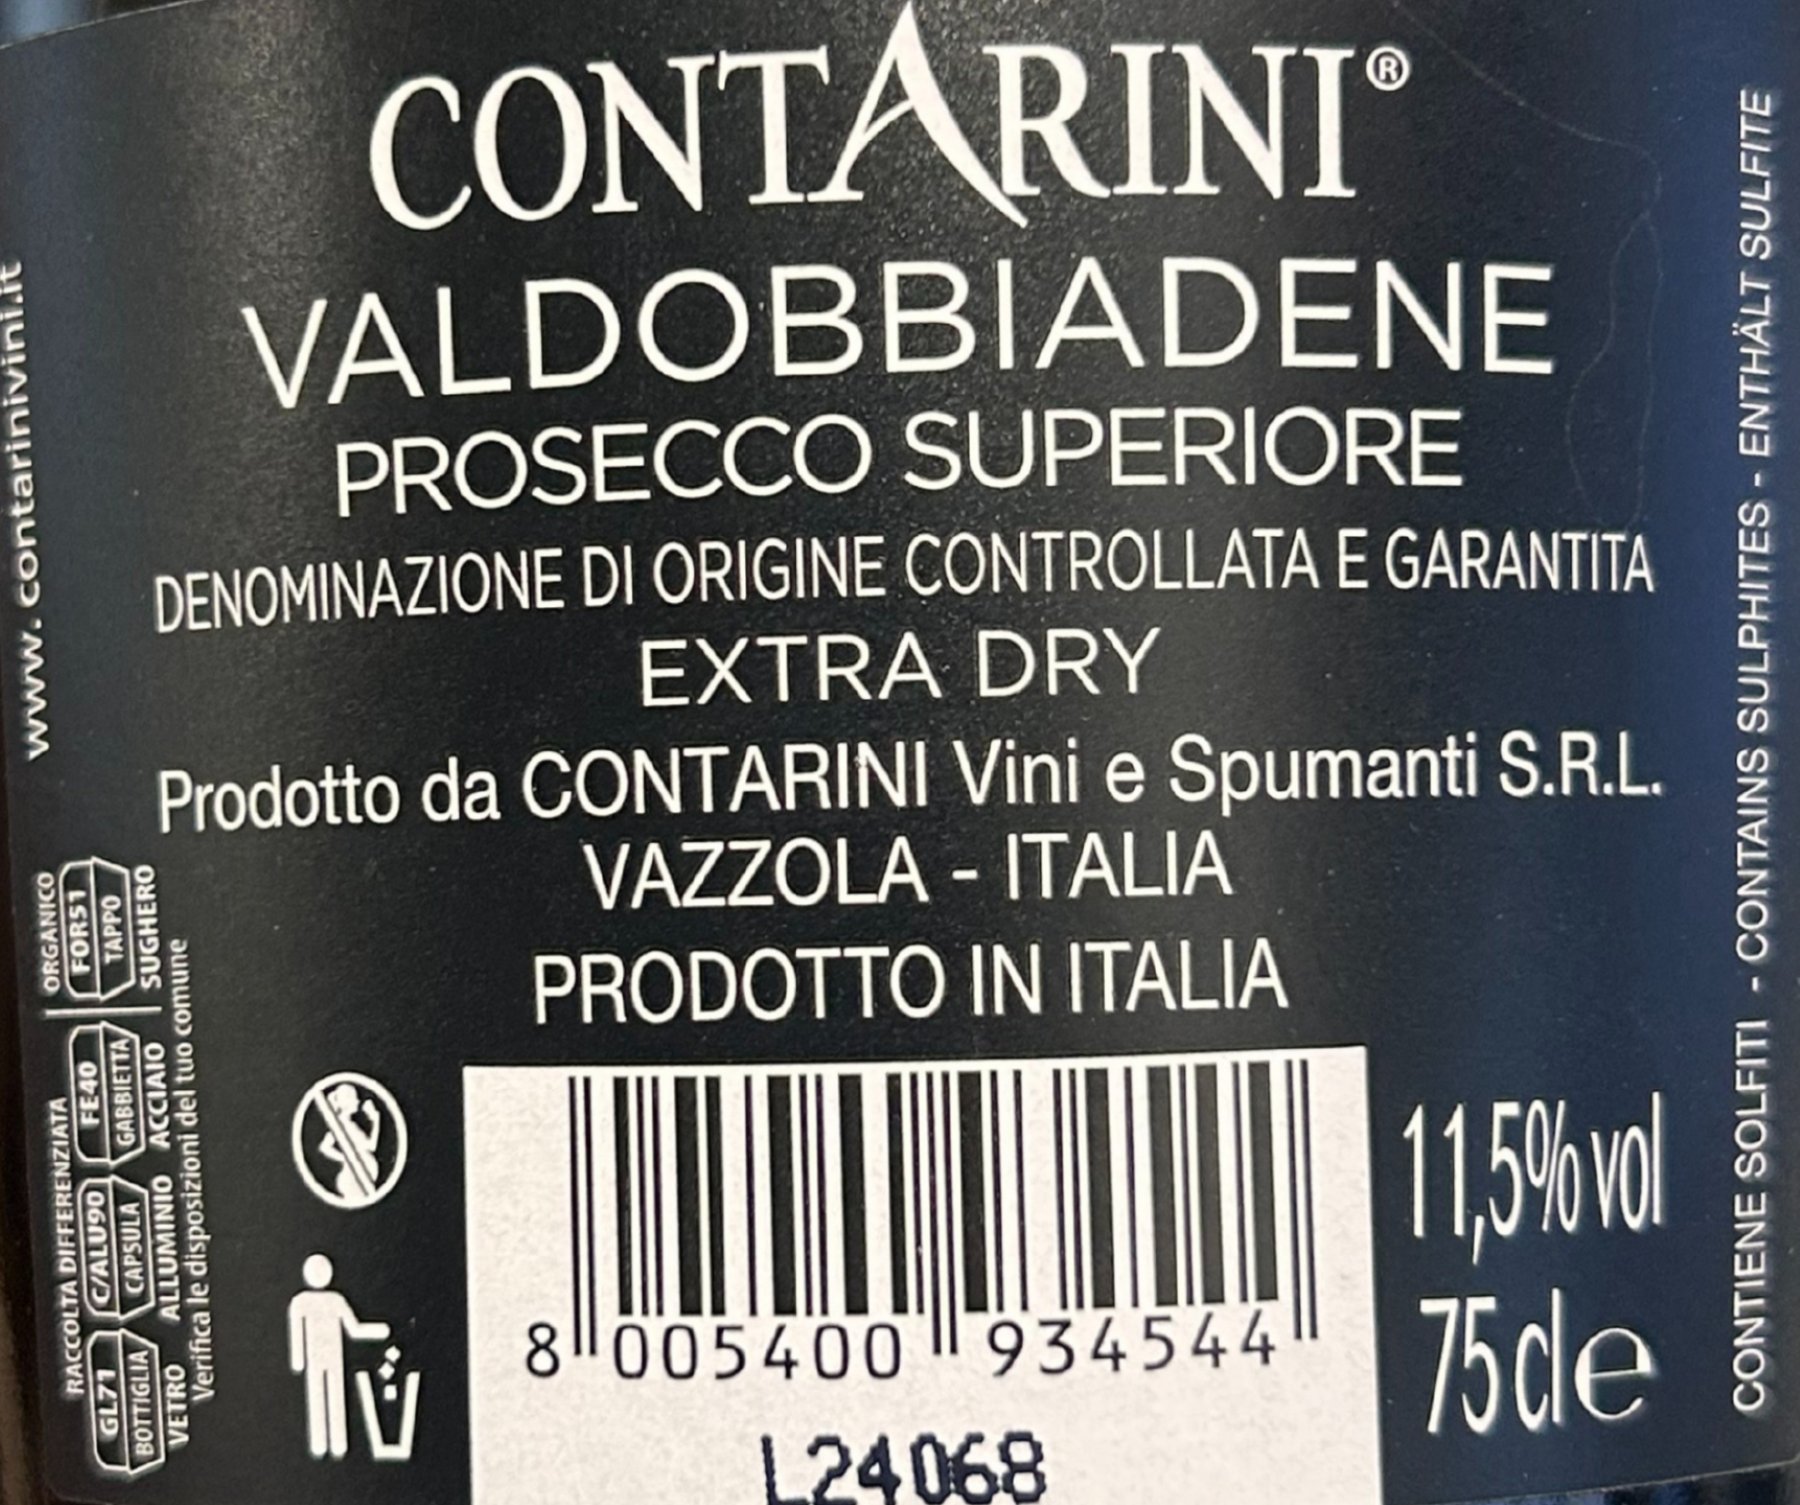 CONTARINI®
VALDOBBIADENE
PROSECCO SUPERIORE
DENOMINAZIONE DI ORIGINE CONTROLLATA E GARANTITA
EXTRA DRY
Prodotto da CONTARINI Vini e Spumanti S.R.L.
VAZZOLA - ITALIA
PRODOTTO IN ITALIA
11,5% vol
75 cl e
8 005400 934544
L24068
www.contarinivini.it
RACCOLTA DIFFERENZIATA
GL71
BOTTIGLIA
VETRO
C/ALU90
CAPSULA
ALLUMINIO
FE40
GABBIETTA
ACCIAIO
ORGANICO
FOR51
TAPPO
SUGHERO
Verifica le disposizioni del tuo comune
CONTIENE SOLFITI - CONTAINS SULPHITES - ENTHÄLT SULFITE